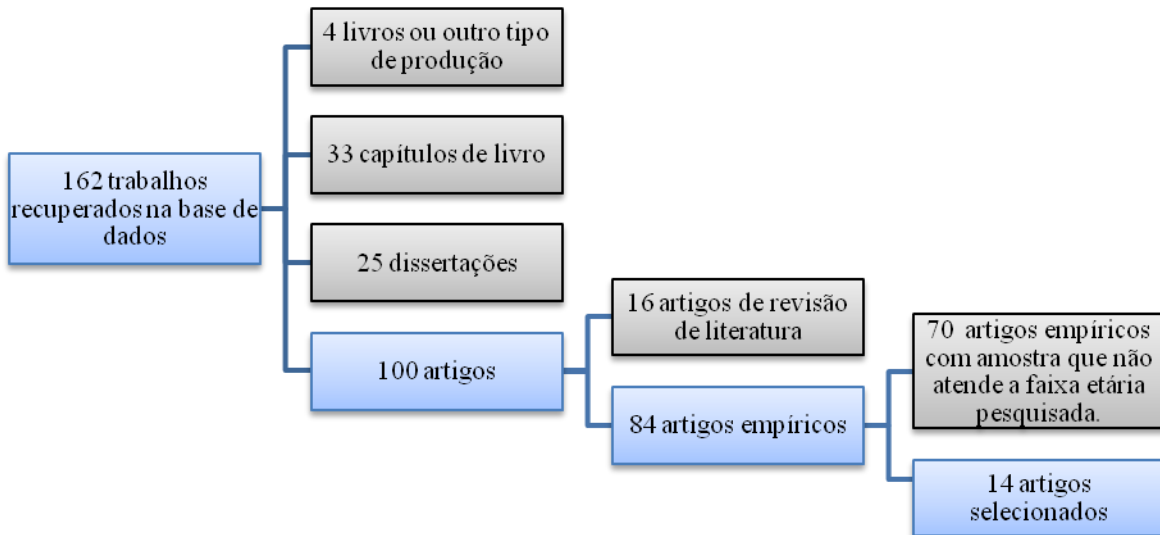 4 livros ou outro tipo
de produção
33 capítulos de livro
162 trabalhos
recuperados na base de
dados
25 dissertações
100 artigos
16 artigos de revisão
de literatura
84 artigos empíricos
70 artigos empíricos
com amostra que não
atende a faixa etária
pesquisada.
14 artigos
selecionados